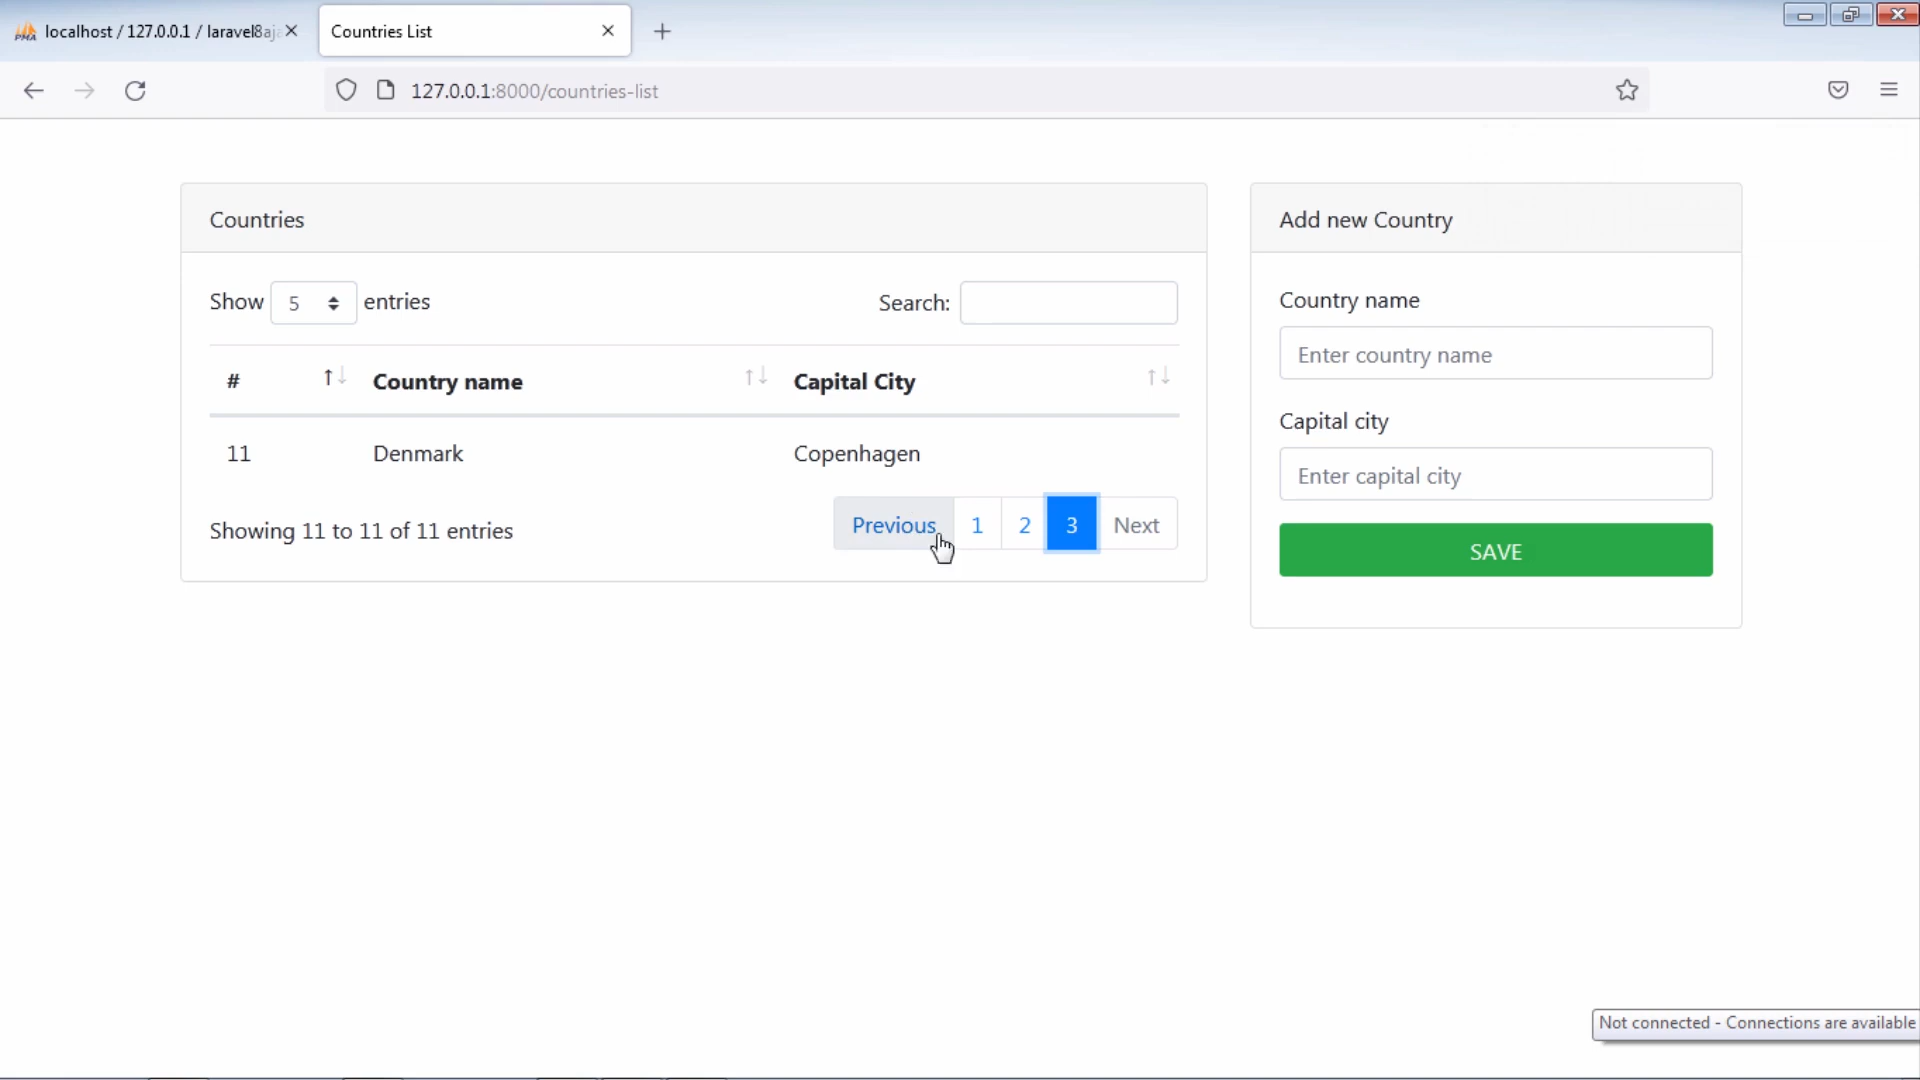 localhost / 127.0.0.1 / laravel8aj
Countries List
127.0.0.1:8000/countries-list
Countries
Show 5 entries
Search:
# Country name Capital City
11 Denmark Copenhagen
Showing 11 to 11 of 11 entries
Previous 1 2 3 Next
Add new Country
Country name
Enter country name
Capital city
Enter capital city
SAVE
Not connected - Connections are available